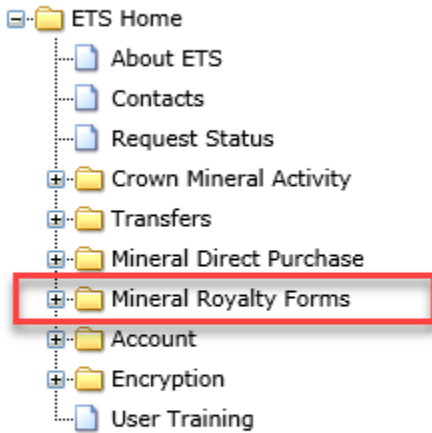 ETS Home
About ETS
Contacts
Request Status
Crown Mineral Activity
Transfers
Mineral Direct Purchase
Mineral Royalty Forms
Account
Encryption
User Training